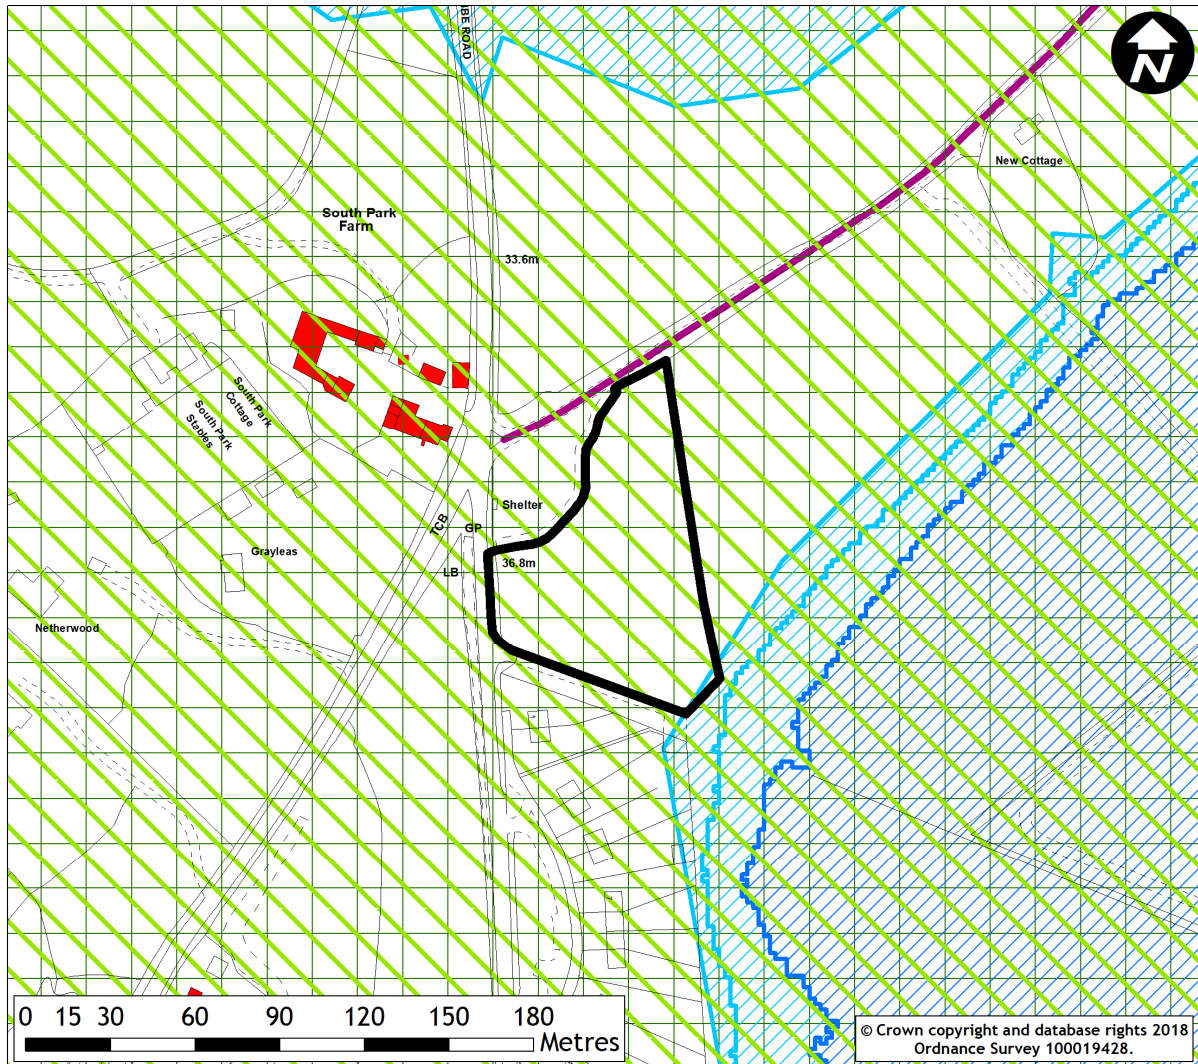 IBE ROAD
N
New Cottage
South Park
Farm
33.6m
South Park
Cottage
South Park
Stables
Shelter
TCB
GP
36.8m
Grayleas
LB
Netherwood
0 15 30 60 90 120 150 180
Metres
© Crown copyright and database rights 2018
Ordnance Survey 100019428.